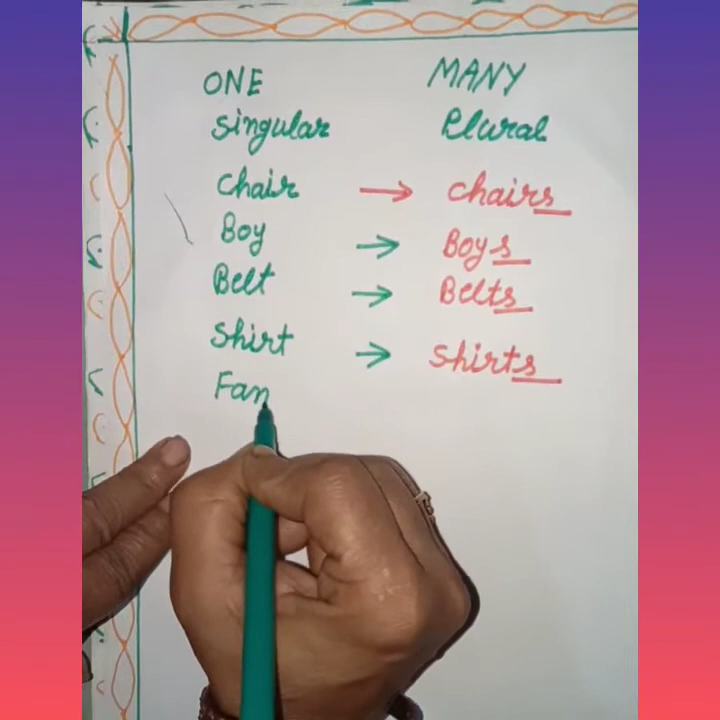 ONE MANY
Singular Plural
Chair → chairs
Boy → Boys
Belt → Belts
Shirt → Shirts
Fan